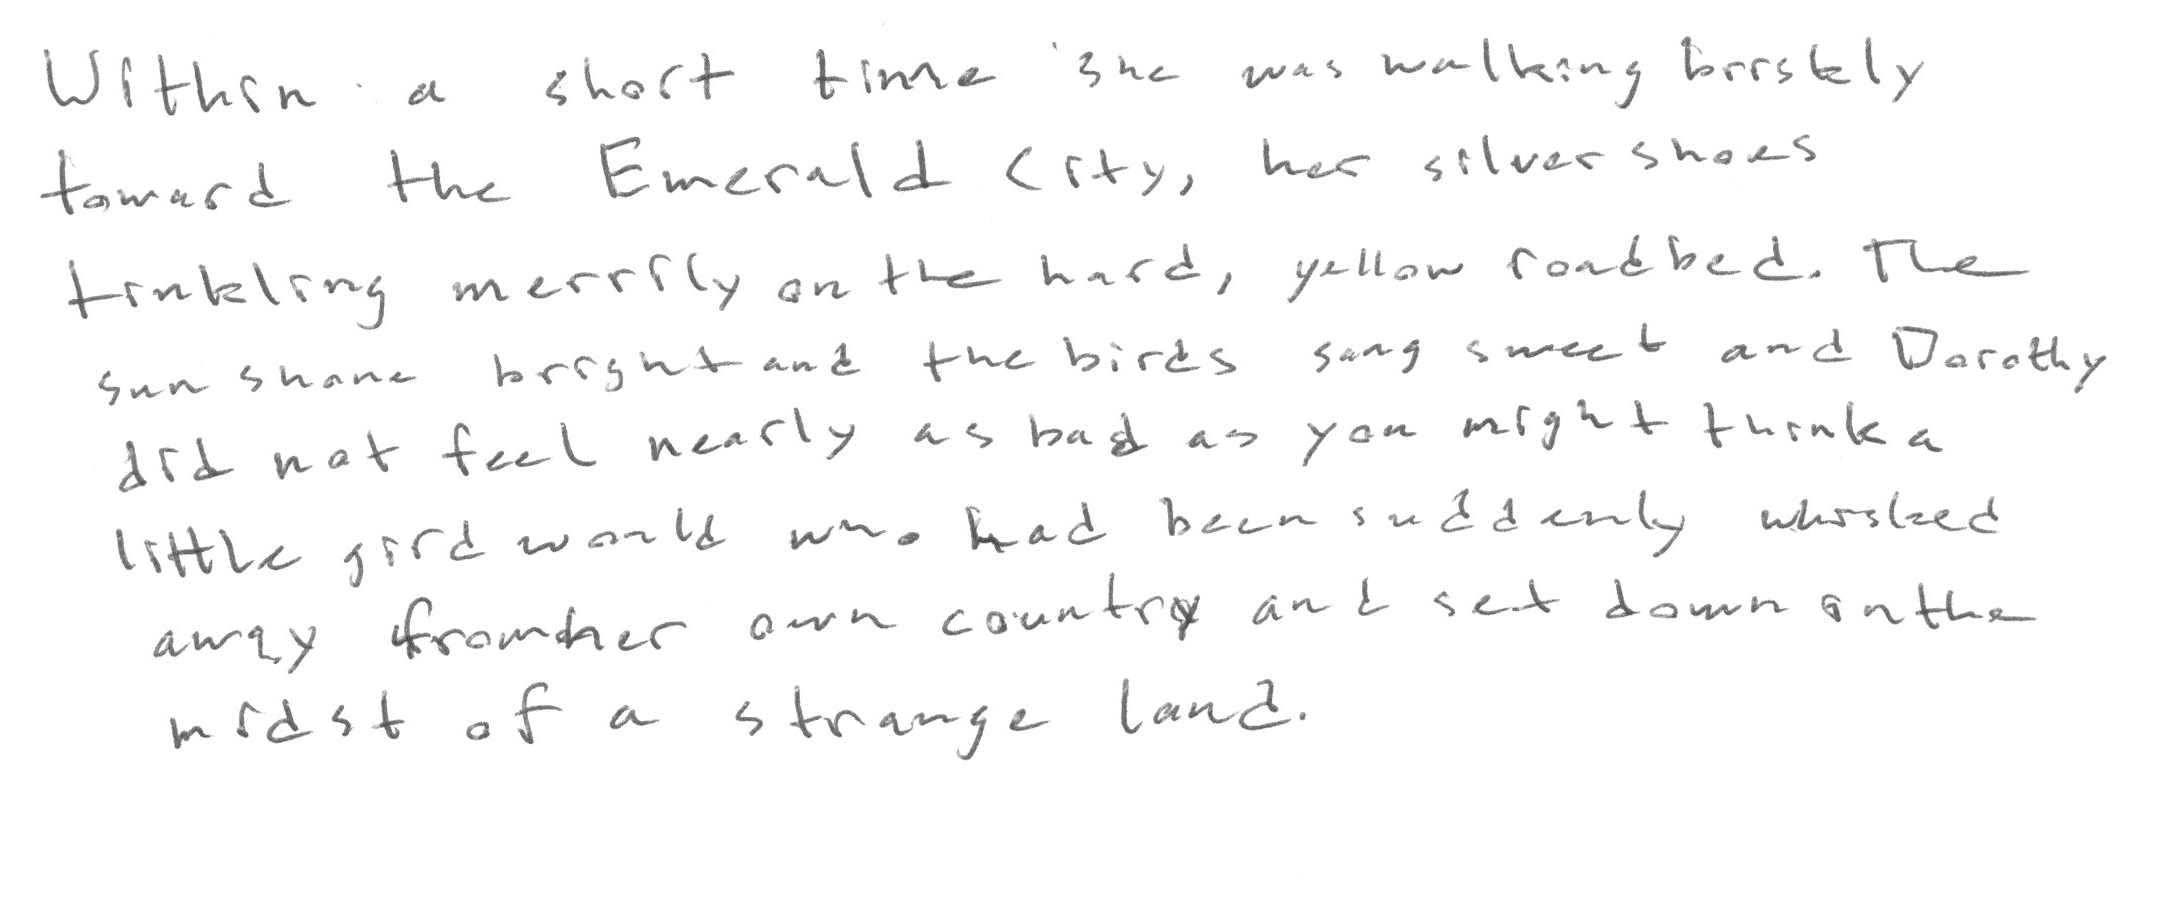 Within a short time she was walking briskly
toward the Emerald City, her silver shoes
tinkling merrily on the hard, yellow roadbed. The
sun shone bright and the birds sang sweet and Dorothy
did not feel nearly as bad as you might think a
little girl would who had been suddenly whisked
away from her own country and set down in the
midst of a strange land.